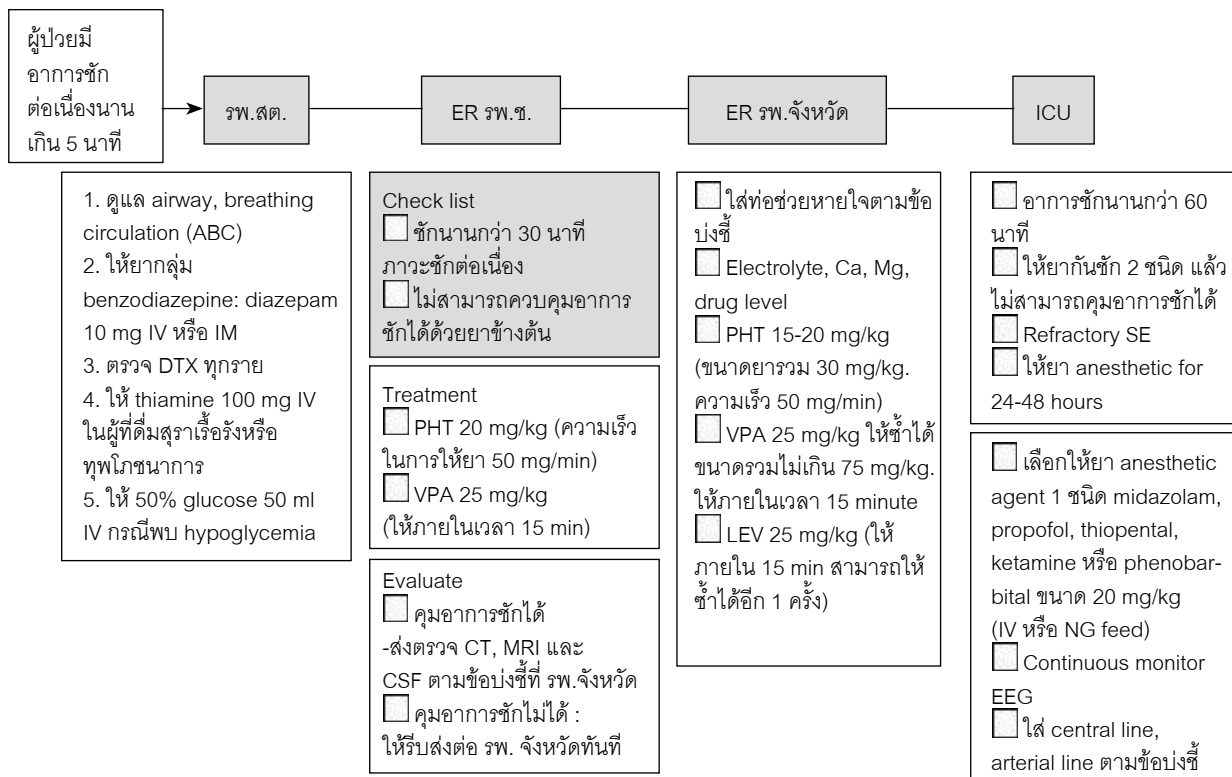 ผู้ป่วยมี
อาการชัก
ต่อเนื่องนาน
เกิน 5 นาที
รพ.สต.
ER รพ.ช.
ER รพ.จังหวัด
ICU
1. ดูแล airway, breathing
circulation (ABC)
2. ให้ยากลุ่ม
benzodiazepine: diazepam
10 mg IV หรือ IM
3. ตรวจ DTX ทุกราย
4. ให้ thiamine 100 mg IV
ในผู้ที่ดื่มสุราเรื้อรังหรือ
ทุพโภชนาการ
5. ให้ 50% glucose 50 ml
IV กรณีพบ hypoglycemia
Check list
ชักนานกว่า 30 นาที
ภาวะชักต่อเนื่อง
ไม่สามารถควบคุมอาการ
ชักได้ด้วยยาข้างต้น
Treatment
PHT 20 mg/kg (ความเร็ว
ในการให้ยา 50 mg/min)
VPA 25 mg/kg
(ให้ภายในเวลา 15 min)
Evaluate
คุมอาการชักได้
-ส่งตรวจ CT, MRI และ
CSF ตามข้อบ่งชี้ที่ รพ.จังหวัด
คุมอาการชักไม่ได้ :
ให้รีบส่งต่อ รพ. จังหวัดทันที
ใส่ท่อช่วยหายใจตามข้อ
บ่งชี้
Electrolyte, Ca, Mg,
drug level
PHT 15-20 mg/kg
(ขนาดยารวม 30 mg/kg.
ความเร็ว 50 mg/min)
VPA 25 mg/kg ให้ซ้ำได้
ขนาดรวมไม่เกิน 75 mg/kg.
ให้ภายในเวลา 15 minute
LEV 25 mg/kg (ให้
ภายใน 15 min สามารถให้
ซ้ำได้อีก 1 ครั้ง)
อาการชักนานกว่า 60
นาที
ให้ยากันชัก 2 ชนิด แล้ว
ไม่สามารถคุมอาการชักได้
Refractory SE
ให้ยา anesthetic for
24-48 hours
เลือกให้ยา anesthetic
agent 1 ชนิด midazolam,
propofol, thiopental,
ketamine หรือ phenobar-
bital ขนาด 20 mg/kg
(IV หรือ NG feed)
Continuous monitor
EEG
ใส่ central line,
arterial line ตามข้อบ่งชี้